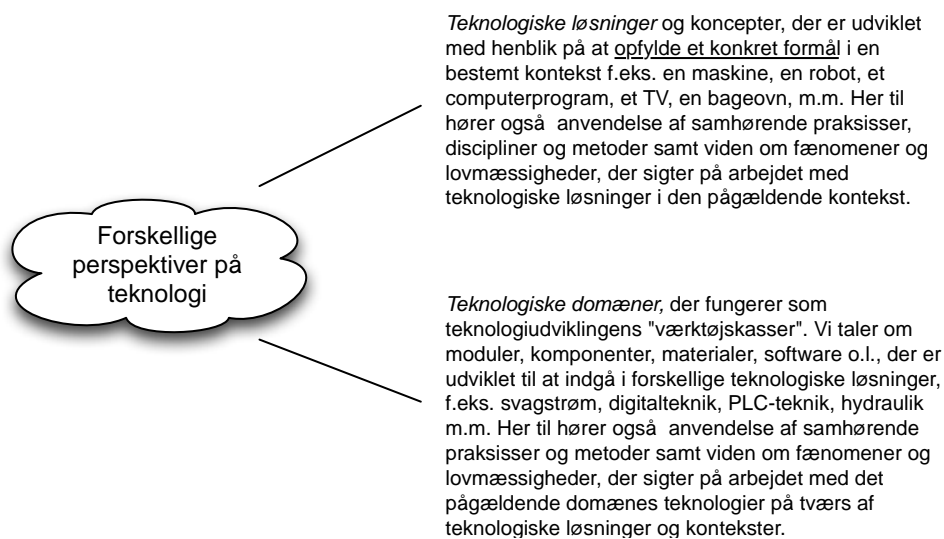 Teknologiske løsninger og koncepter, der er udviklet
med henblik på at opfylde et konkret formål i en
bestemt kontekst f.eks. en maskine, en robot, et
computerprogram, et TV, en bageovn, m.m. Her til
hører også anvendelse af samhørende praksisser,
discipliner og metoder samt viden om fænomener og
lovmæssigheder, der sigter på arbejdet med
teknologiske løsninger i den pågældende kontekst.
Forskellige
perspektiver på
teknologi
Teknologiske domæner, der fungerer som
teknologiudviklingens "værktøjskasser". Vi taler om
moduler, komponenter, materialer, software o.l., der er
udviklet til at indgå i forskellige teknologiske løsninger,
f.eks. svagstrøm, digitalteknik, PLC-teknik, hydraulik
m.m. Her til hører også anvendelse af samhørende
praksisser og metoder samt viden om fænomener og
lovmæssigheder, der sigter på arbejdet med det
pågældende domænes teknologier på tværs af
teknologiske løsninger og kontekster.